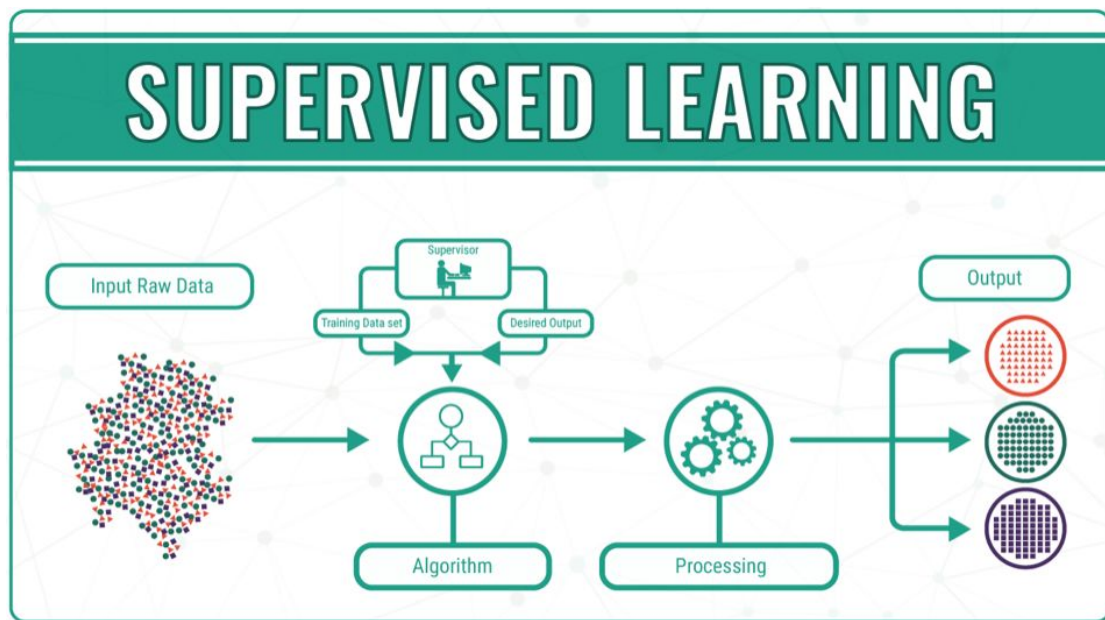 SUPERVISED LEARNING
Input Raw Data
Supervisor
Training Data set
Desired Output
Algorithm
Processing
Output